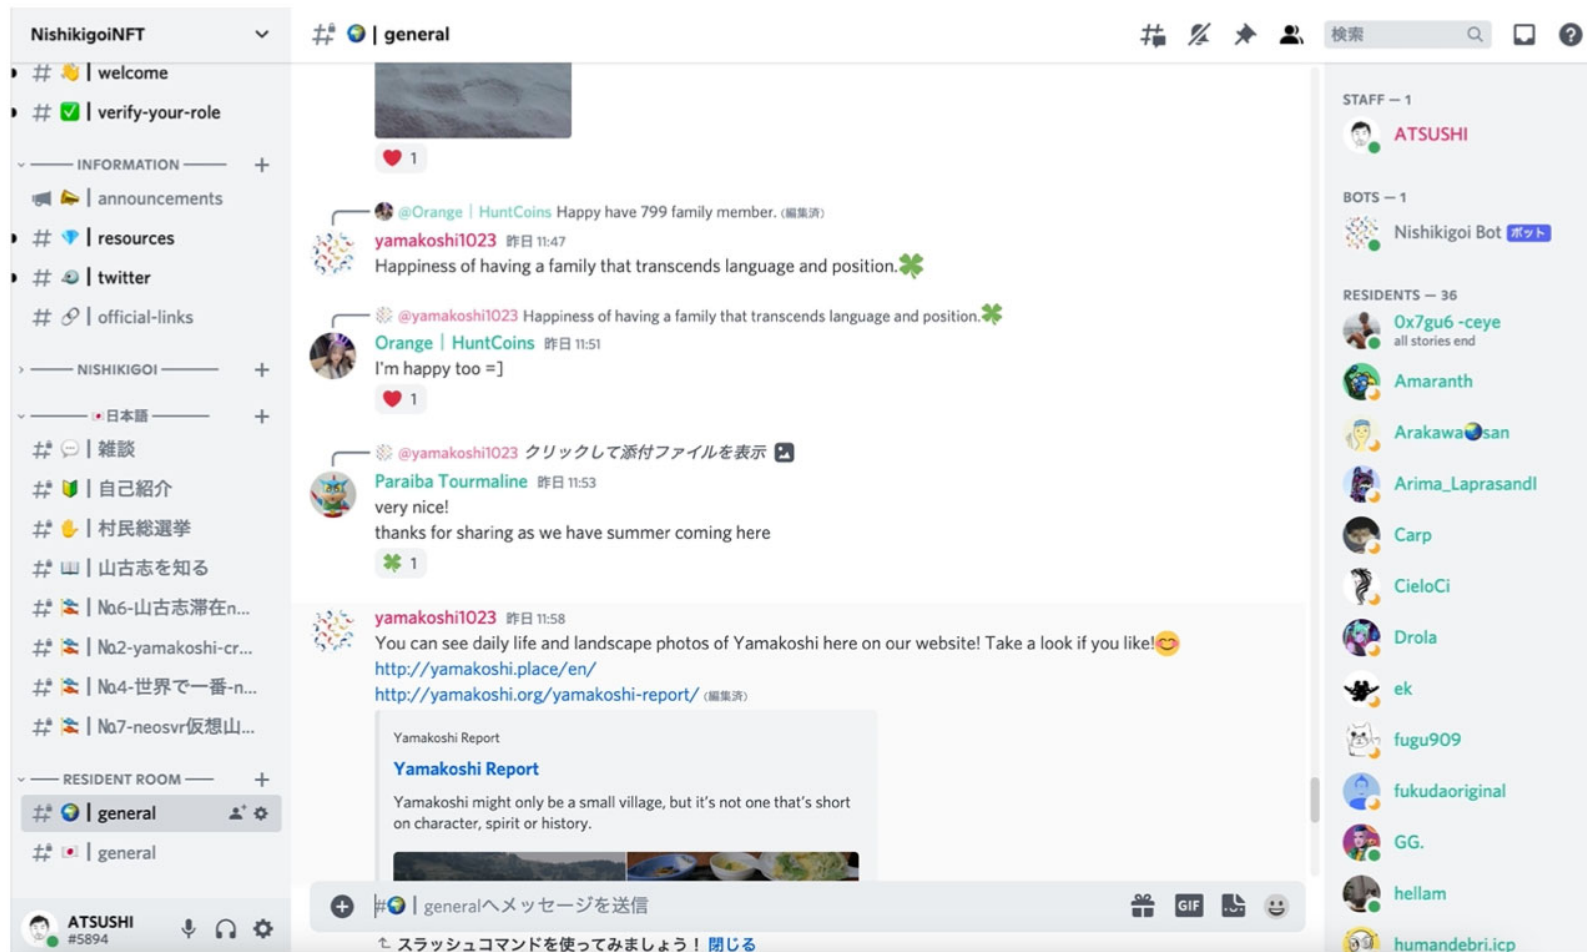 NishikigoiNFT
welcome
verify-your-role
INFORMATION
announcements
resources
twitter
official-links
NISHIKIGOI
日本語
雑談
自己紹介
村民総選挙
山古志を知る
№6-山古志滞在n...
№2-yamakoshi-cr...
№4-世界で一番-n...
№7-neosvr仮想山...
RESIDENT ROOM
general
general
ATSUSHI
#5894
| general
検索
1
@Orange | HuntCoins Happy have 799 family member. (編集済)
yamakoshi1023 昨日 11:47
Happiness of having a family that transcends language and position.🍀
@yamakoshi1023 Happiness of having a family that transcends language and position.🍀
Orange | HuntCoins 昨日 11:51
I'm happy too =]
1
@yamakoshi1023 クリックして添付ファイルを表示
Paraiba Tourmaline 昨日 11:53
very nice!
thanks for sharing as we have summer coming here
1
yamakoshi1023 昨日 11:58
You can see daily life and landscape photos of Yamakoshi here on our website! Take a look if you like!😊
http://yamakoshi.place/en/
http://yamakoshi.org/yamakoshi-report/ (編集済)
Yamakoshi Report
Yamakoshi Report
Yamakoshi might only be a small village, but it's not one that's short
on character, spirit or history.
#🌍 | generalへメッセージを送信
GIF
スラッシュコマンドを使ってみましょう！ 閉じる
STAFF — 1
ATSUSHI
BOTS — 1
Nishikigoi Bot ボット
RESIDENTS — 36
0x7gu6 -ceye
all stories end
Amaranth
Arakawa🌏san
Arima_Laprasandl
Carp
CieloCi
Drola
ek
fugu909
fukudaoriginal
GG.
hellam
humandebri.icp